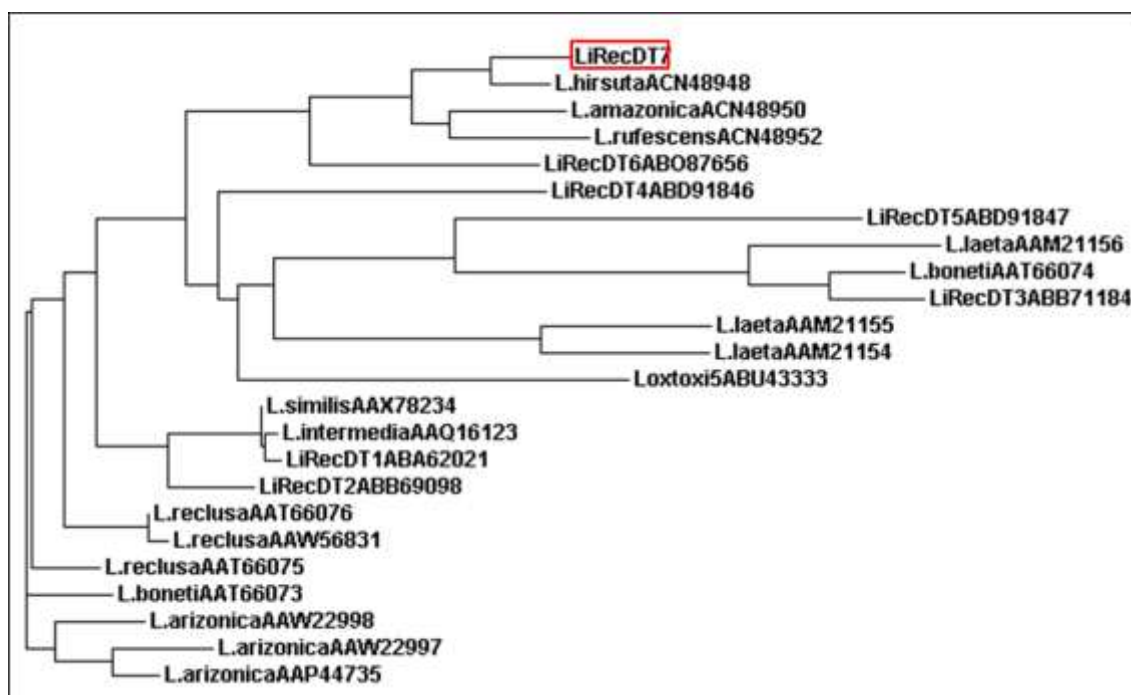 LiRecDT7
L.hirsutaACN48948
L.amazonicaACN48950
L.rufescensACN48952
LiRecDT6ABO87656
LiRecDT4ABD91846
LiRecDT5ABD91847
L.laetaAAM21156
L.bonetiAAT66074
LiRecDT3ABB71184
L.laetaAAM21155
L.laetaAAM21154
Loxtoxi5ABU43333
L.similisAAX78234
L.intermediaAAQ16123
LiRecDT1ABA62021
LiRecDT2ABB69098
L.reclusaAAT66076
L.reclusaAAW56831
L.reclusaAAT66075
L.bonetiAAT66073
L.arizonicaAAW22998
L.arizonicaAAW22997
L.arizonicaAAP44735